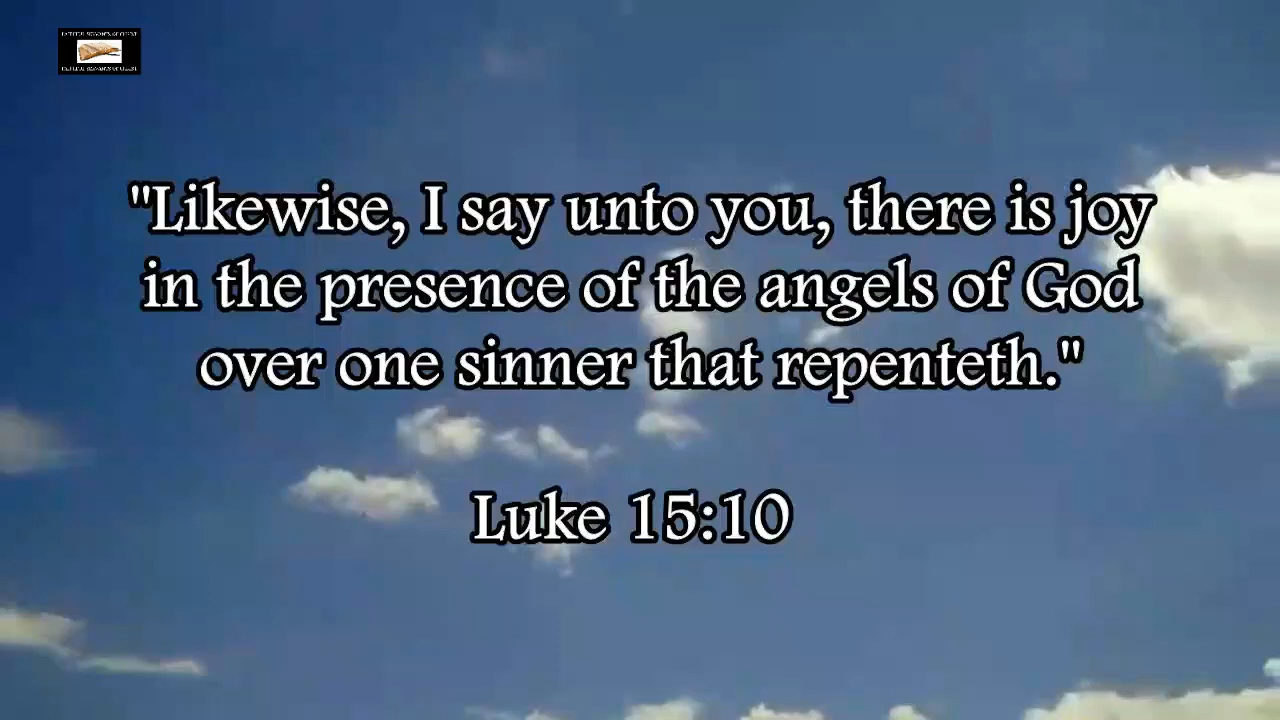 "Likewise, I say unto you, there is joy
in the presence of the angels of God
over one sinner that repenteth."
Luke 15:10